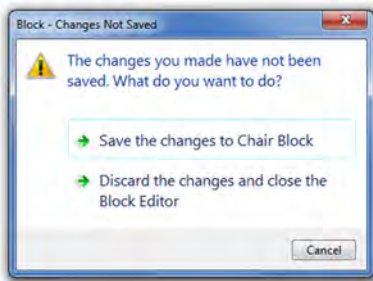 Block - Changes Not Saved
The changes you made have not been
saved. What do you want to do?
Save the changes to Chair Block
Discard the changes and close the
Block Editor
Cancel